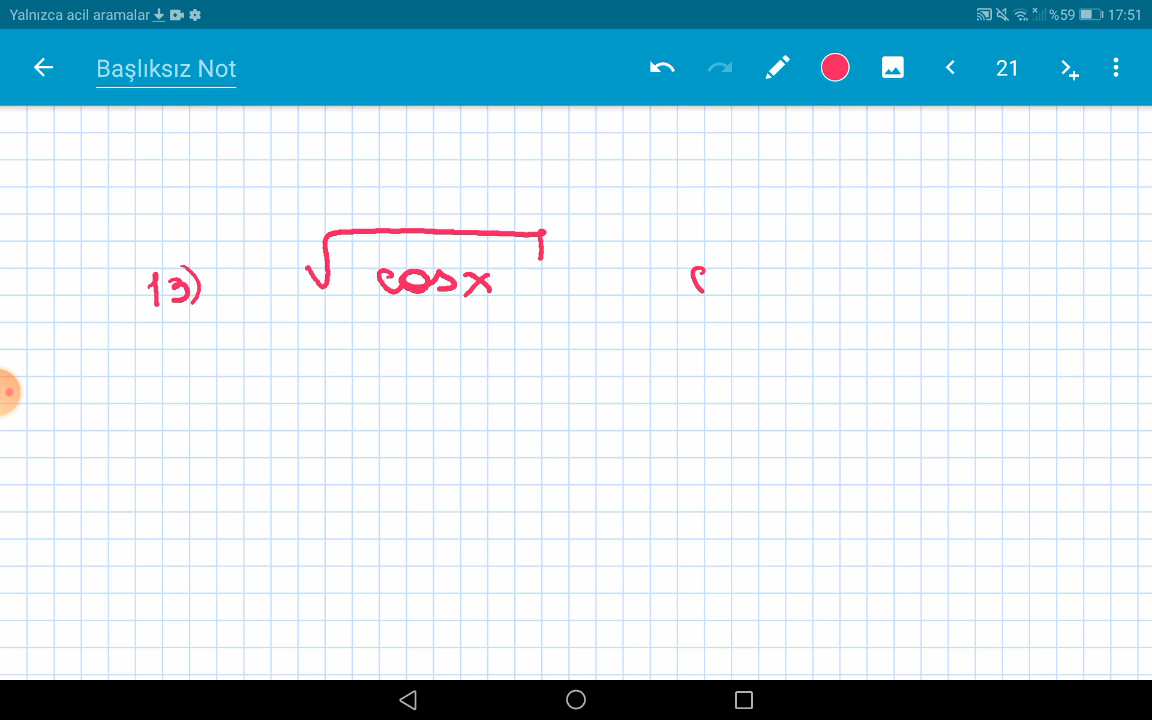 Yalnızca acil aramalar %59 17:51
Başlıksız Not 21
13) √cosx (